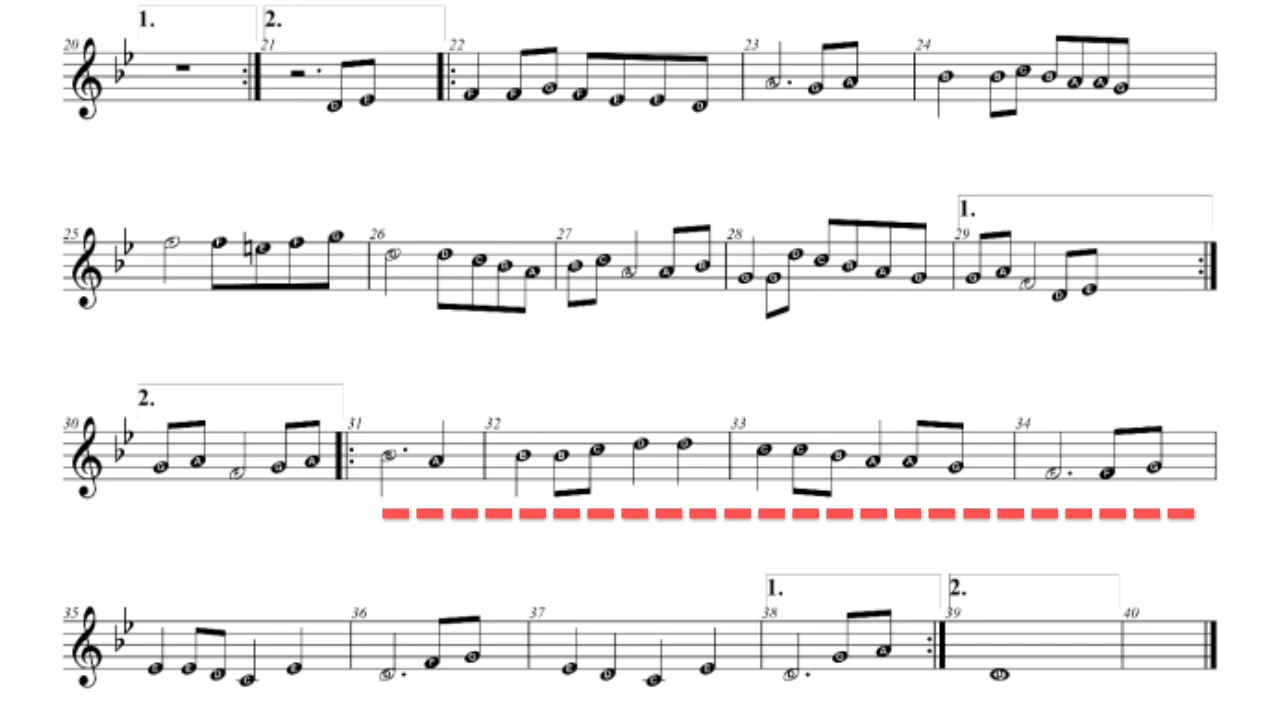 1. 2.
20 21 22 23 24
D E F F G F E E D A G A B B C B A A G
1.
25 26 27 28 29
F F E F G D D C B A B C A A B G G D C B A G G A F D E
2.
30 31 32 33 34
G A F G A B A B B C D D C C B A A G F F G
1. 2.
35 36 37 38 39 40
E E D C E D F G E D C E D G A D